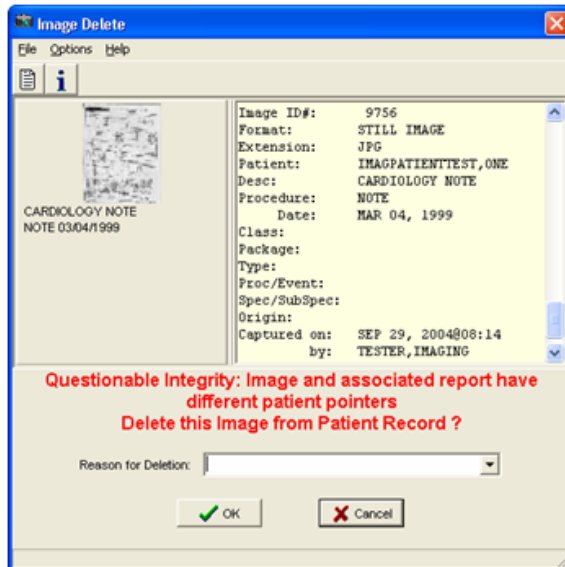 Image Delete
File Options Help
Image ID#: 9756
Format: STILL IMAGE
Extension: JPG
Patient: IMAGPATIENTTEST,ONE
Desc: CARDIOLOGY NOTE
Procedure: NOTE
Date: MAR 04, 1999
Class:
Package:
Type:
Proc/Event:
Spec/SubSpec:
Origin:
Captured on: SEP 29, 2004@08:14
by: TESTER,IMAGING
CARDIOLOGY NOTE
NOTE 03/04/1999
Questionable Integrity: Image and associated report have
different patient pointers
Delete this Image from Patient Record ?
Reason for Deletion:
OK Cancel